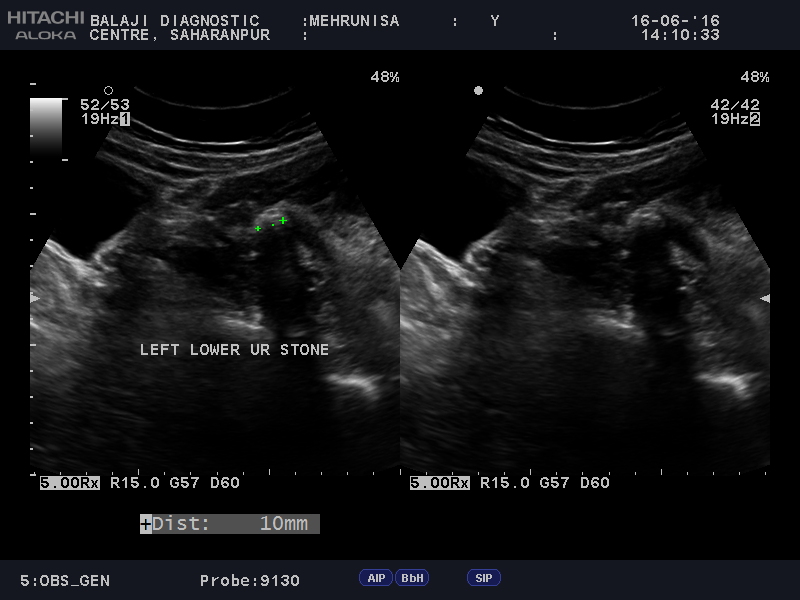 HITACHI
ALOKA
BALAJI DIAGNOSTIC :MEHRUNISA : Y 16-06-'16
CENTRE, SAHARANPUR : : 14:10:33
48% 48%
52/53 42/42
19Hz1 19Hz2
LEFT LOWER UR STONE
5.00Rx R15.0 G57 D60 5.00Rx R15.0 G57 D60
+Dist: 10mm
5:OBS_GEN Probe:9130 AIP BbH SIP